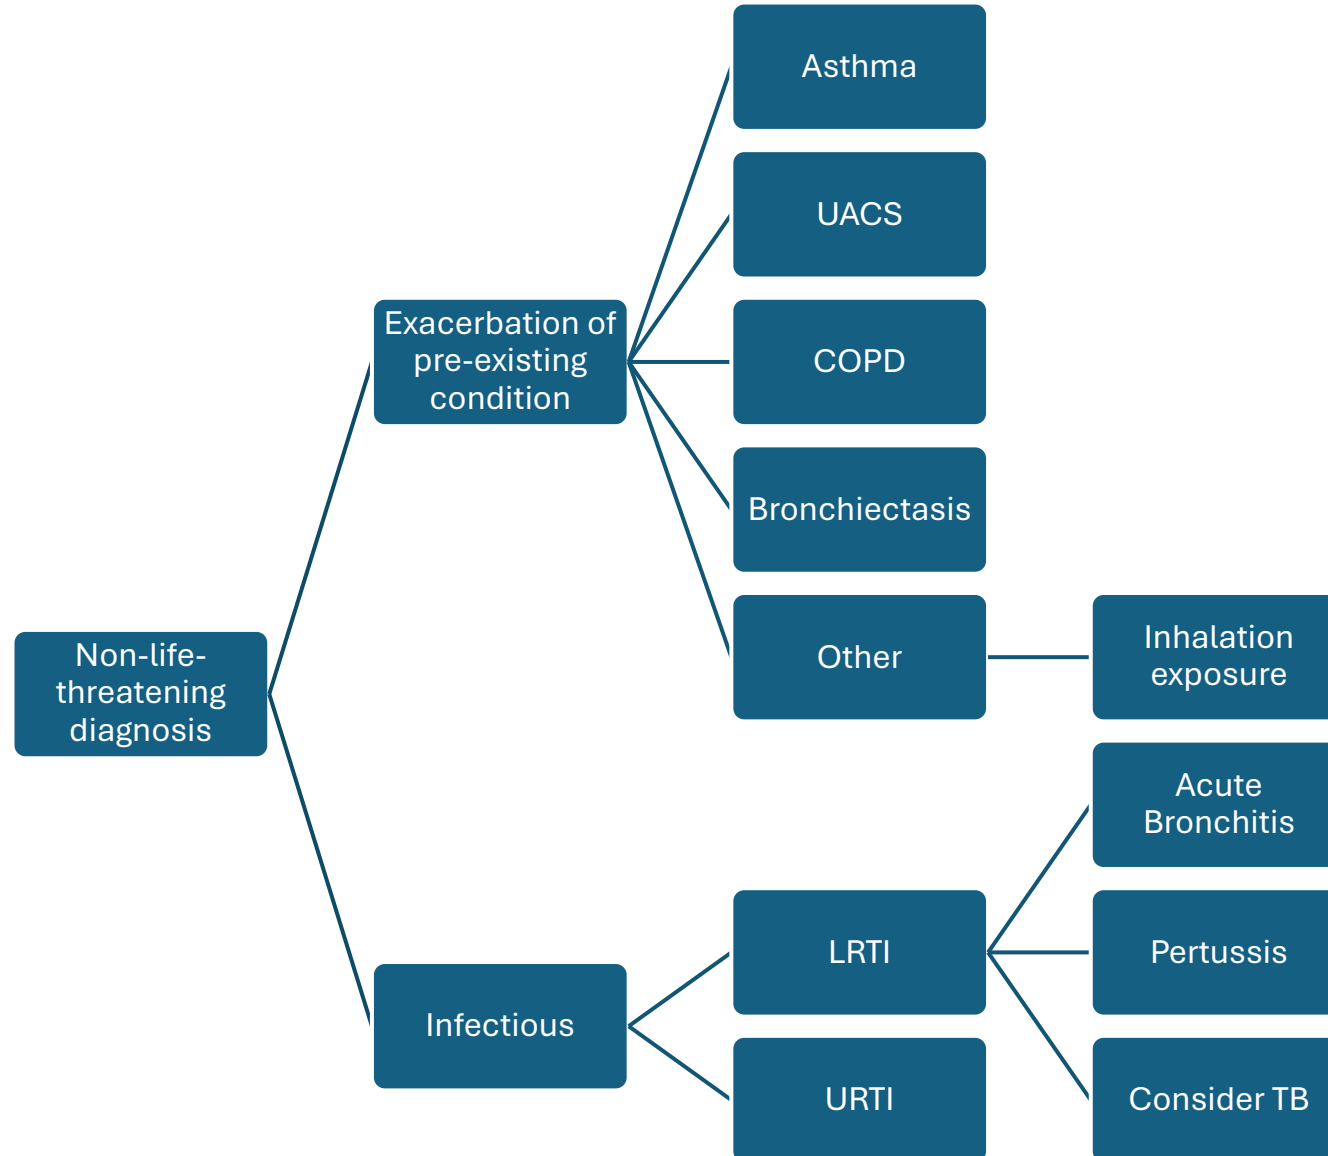 Asthma
UACS
Exacerbation of
pre-existing
condition
COPD
Bronchiectasis
Other
Inhalation
exposure
Non-life-
threatening
diagnosis
Acute
Bronchitis
LRTI
Pertussis
Infectious
URTI
Consider TB